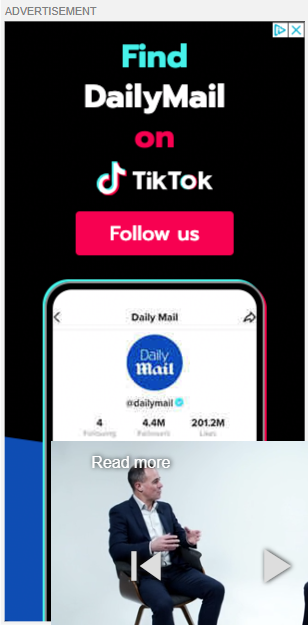 ADVERTISEMENT
Find
DailyMail
on
TikTok
Follow us
Daily Mail
Daily
Mail
@dailymail
4 4.4M 201.2M
Following Followers Likes
Read more